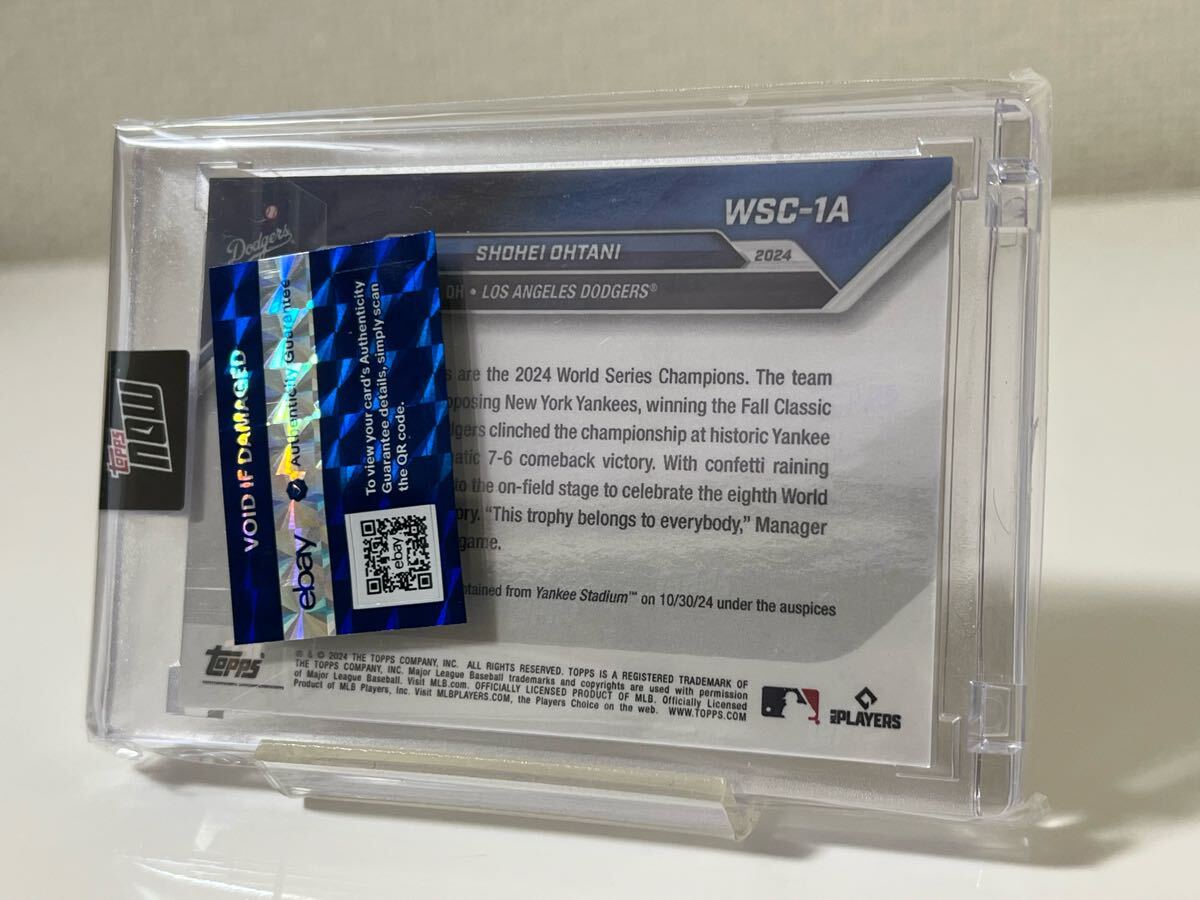 WSC-1A
Dodgers
SHOHEI OHTANI
2024
DH • LOS ANGELES DODGERS®
are the 2024 World Series Champions. The team
opposing New York Yankees, winning the Fall Classic
clinched the championship at historic Yankee
7-6 comeback victory. With confetti raining
to the on-field stage to celebrate the eighth World
"This trophy belongs to everybody," Manager
game.
from Yankee Stadium™ on 10/30/24 under the auspices
topps
® & © 2024 THE TOPPS COMPANY, INC. ALL RIGHTS RESERVED. TOPPS IS A REGISTERED TRADEMARK OF
THE TOPPS COMPANY, INC. Major League Baseball trademarks and copyrights are used with permission
of Major League Baseball. Visit MLB.com. OFFICIALLY LICENSED PRODUCT OF MLB. Officially Licensed
Product of MLB Players, Inc. Visit MLBPLAYERS.COM, the Players Choice on the web. WWW.TOPPS.COM
MLB PLAYERS
topps
NOW
VOID IF DAMAGED
ebay Authenticity Guarantee
To view your card's Authenticity
Guarantee details, simply scan
the QR code.
ebay